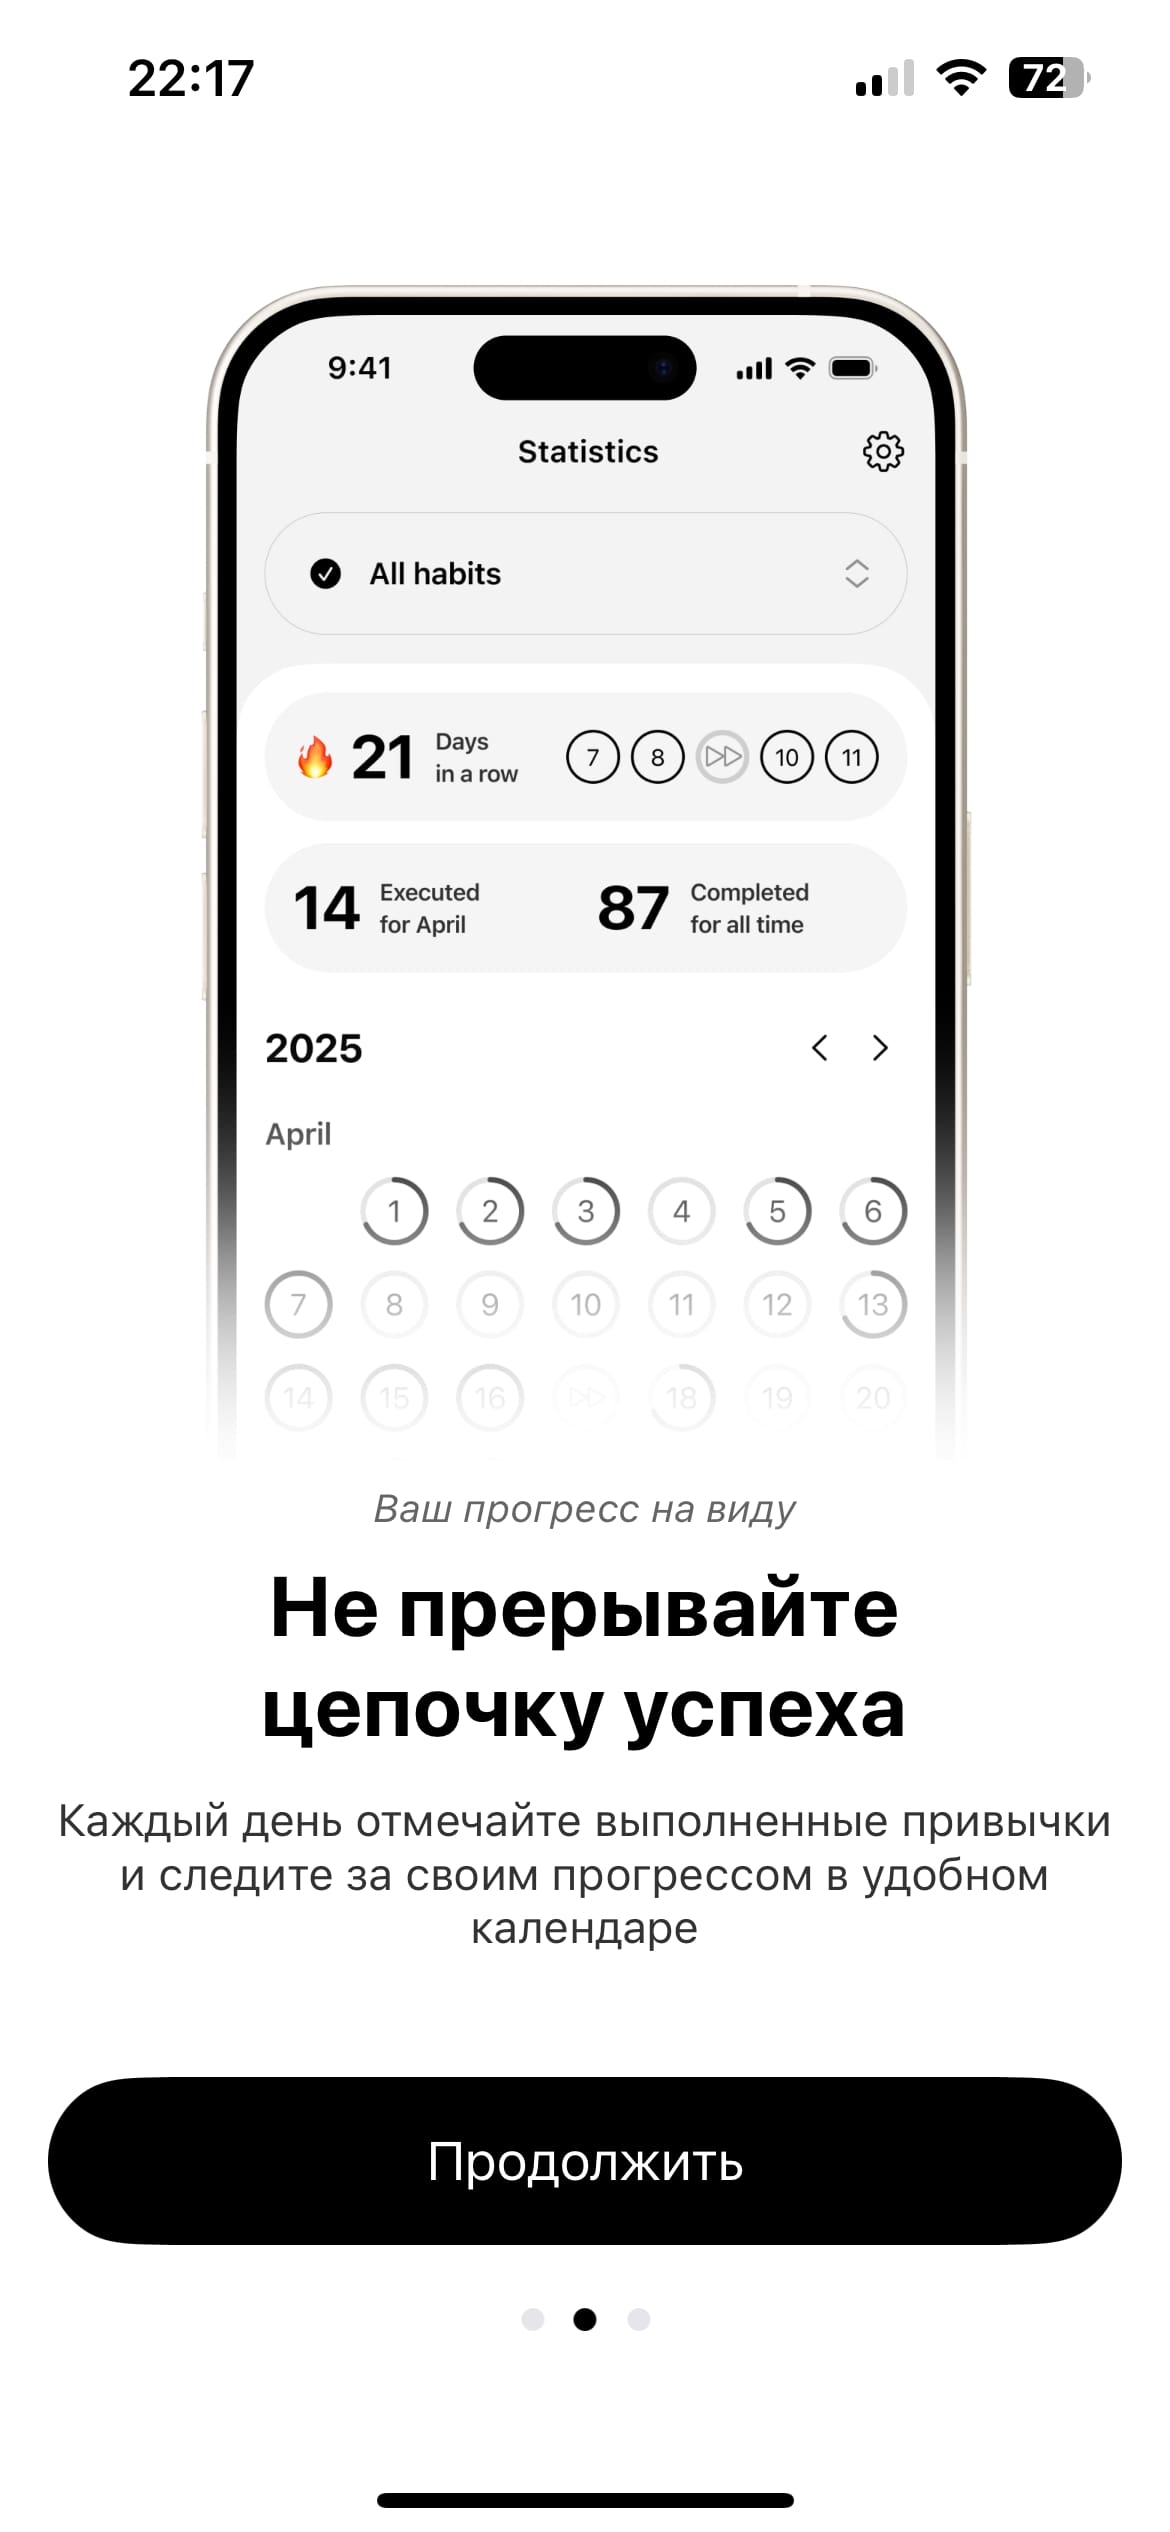 22:17
72
9:41
Statistics
All habits
21 Days in a row 7 8 10 11
14 Executed for April 87 Completed for all time
2025
April
1 2 3 4 5 6
7 8 9 10 11 12 13
14 15 16 18 19 20
Ваш прогресс на виду
Не прерывайте
цепочку успеха
Каждый день отмечайте выполненные привычки
и следите за своим прогрессом в удобном
календаре
Продолжить